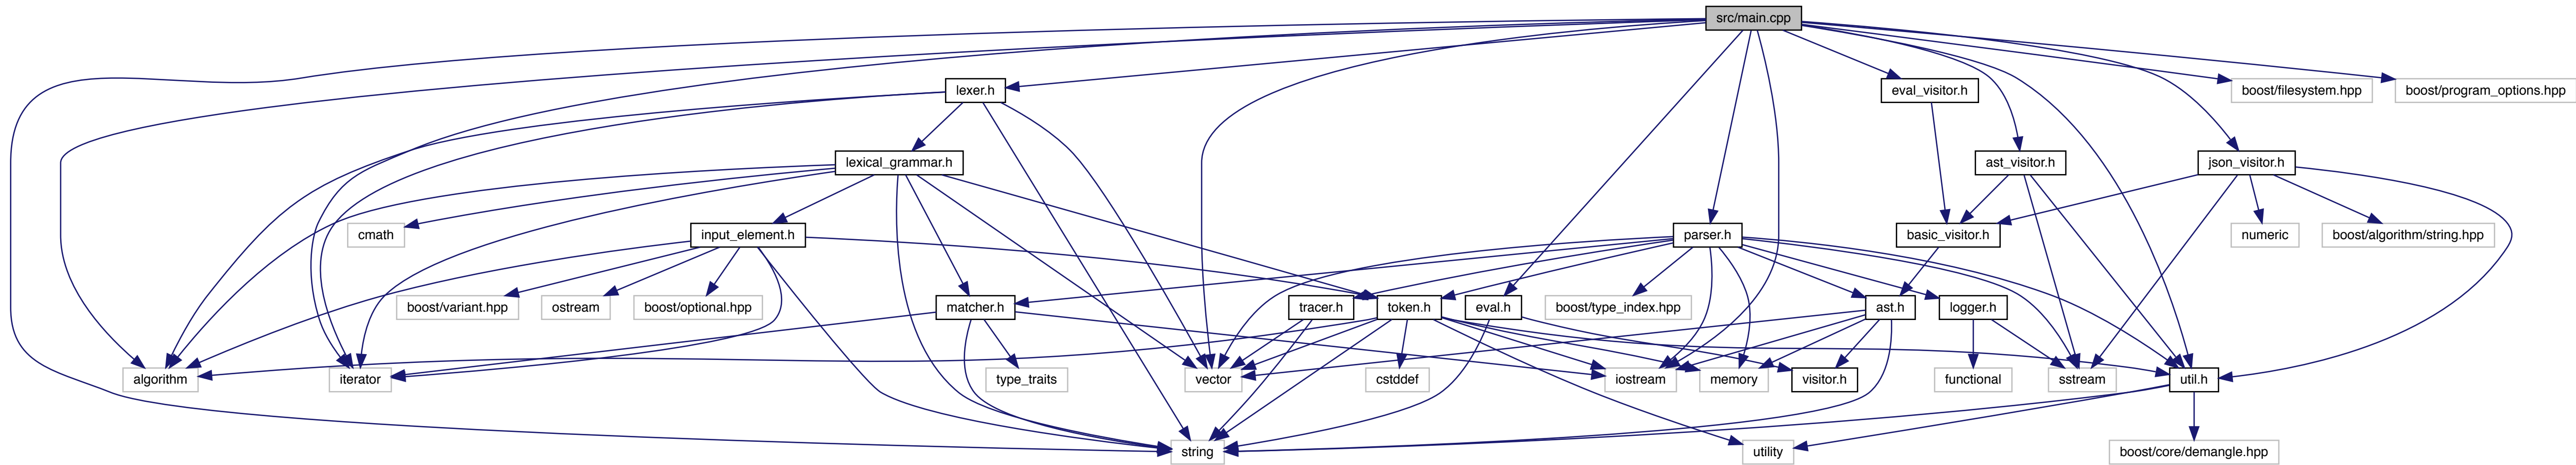 src/main.cpp
lexer.h
eval_visitor.h
boost/filesystem.hpp
boost/program_options.hpp
lexical_grammar.h
ast_visitor.h
json_visitor.h
cmath
input_element.h
parser.h
basic_visitor.h
numeric
boost/algorithm/string.hpp
boost/variant.hpp
ostream
boost/optional.hpp
matcher.h
tracer.h
token.h
eval.h
boost/type_index.hpp
ast.h
logger.h
algorithm
iterator
type_traits
vector
cstddef
iostream
memory
visitor.h
functional
sstream
util.h
string
utility
boost/core/demangle.hpp